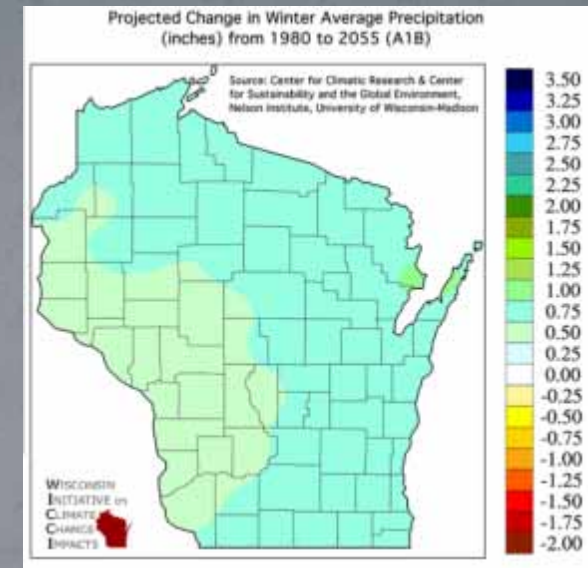 Projected Change in Winter Average Precipitation
(inches) from 1980 to 2055 (A1B)
Source: Center for Climatic Research & Center
for Sustainability and the Global Environment,
Nelson Institute, University of Wisconsin-Madison
3.50
3.25
3.00
2.75
2.50
2.25
2.00
1.75
1.50
1.25
1.00
0.75
0.50
0.25
0.00
-0.25
-0.50
-0.75
-1.00
-1.25
-1.50
-1.75
-2.00
WISCONSIN
INITIATIVE on
CLIMATE
CHANGE
IMPACTS